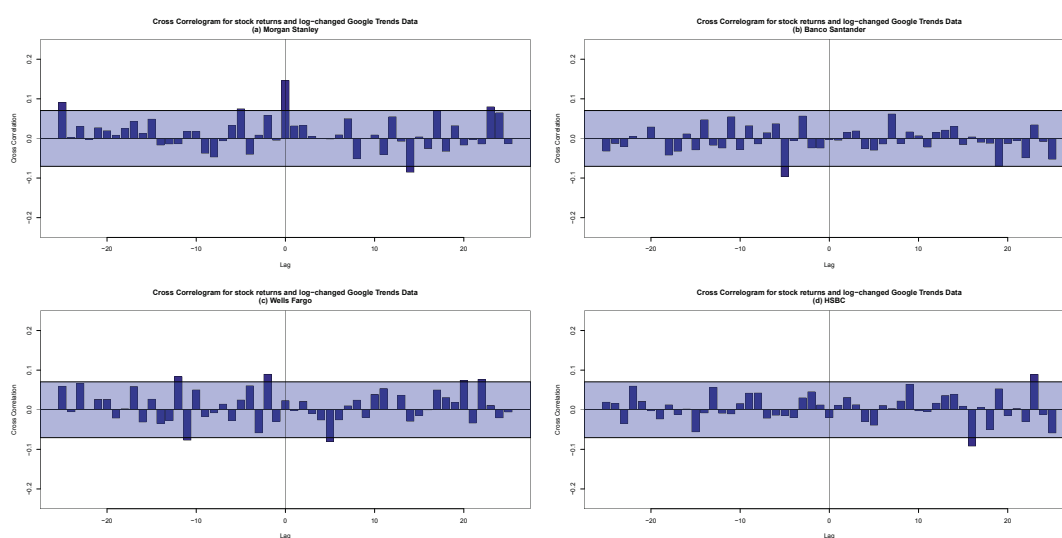 Cross Correlogram for stock returns and log−changed Google Trends Data
(a) Morgan Stanley
Cross Correlation
0.2
0.1
0.0
−0.1
−0.2
−20
−10
0
10
20
Lag
Cross Correlogram for stock returns and log−changed Google Trends Data
(b) Banco Santander
Cross Correlation
0.2
0.1
0.0
−0.1
−0.2
−20
−10
0
10
20
Lag
Cross Correlogram for stock returns and log−changed Google Trends Data
(c) Wells Fargo
Cross Correlation
0.2
0.1
0.0
−0.1
−0.2
−20
−10
0
10
20
Lag
Cross Correlogram for stock returns and log−changed Google Trends Data
(d) HSBC
Cross Correlation
0.2
0.1
0.0
−0.1
−0.2
−20
−10
0
10
20
Lag